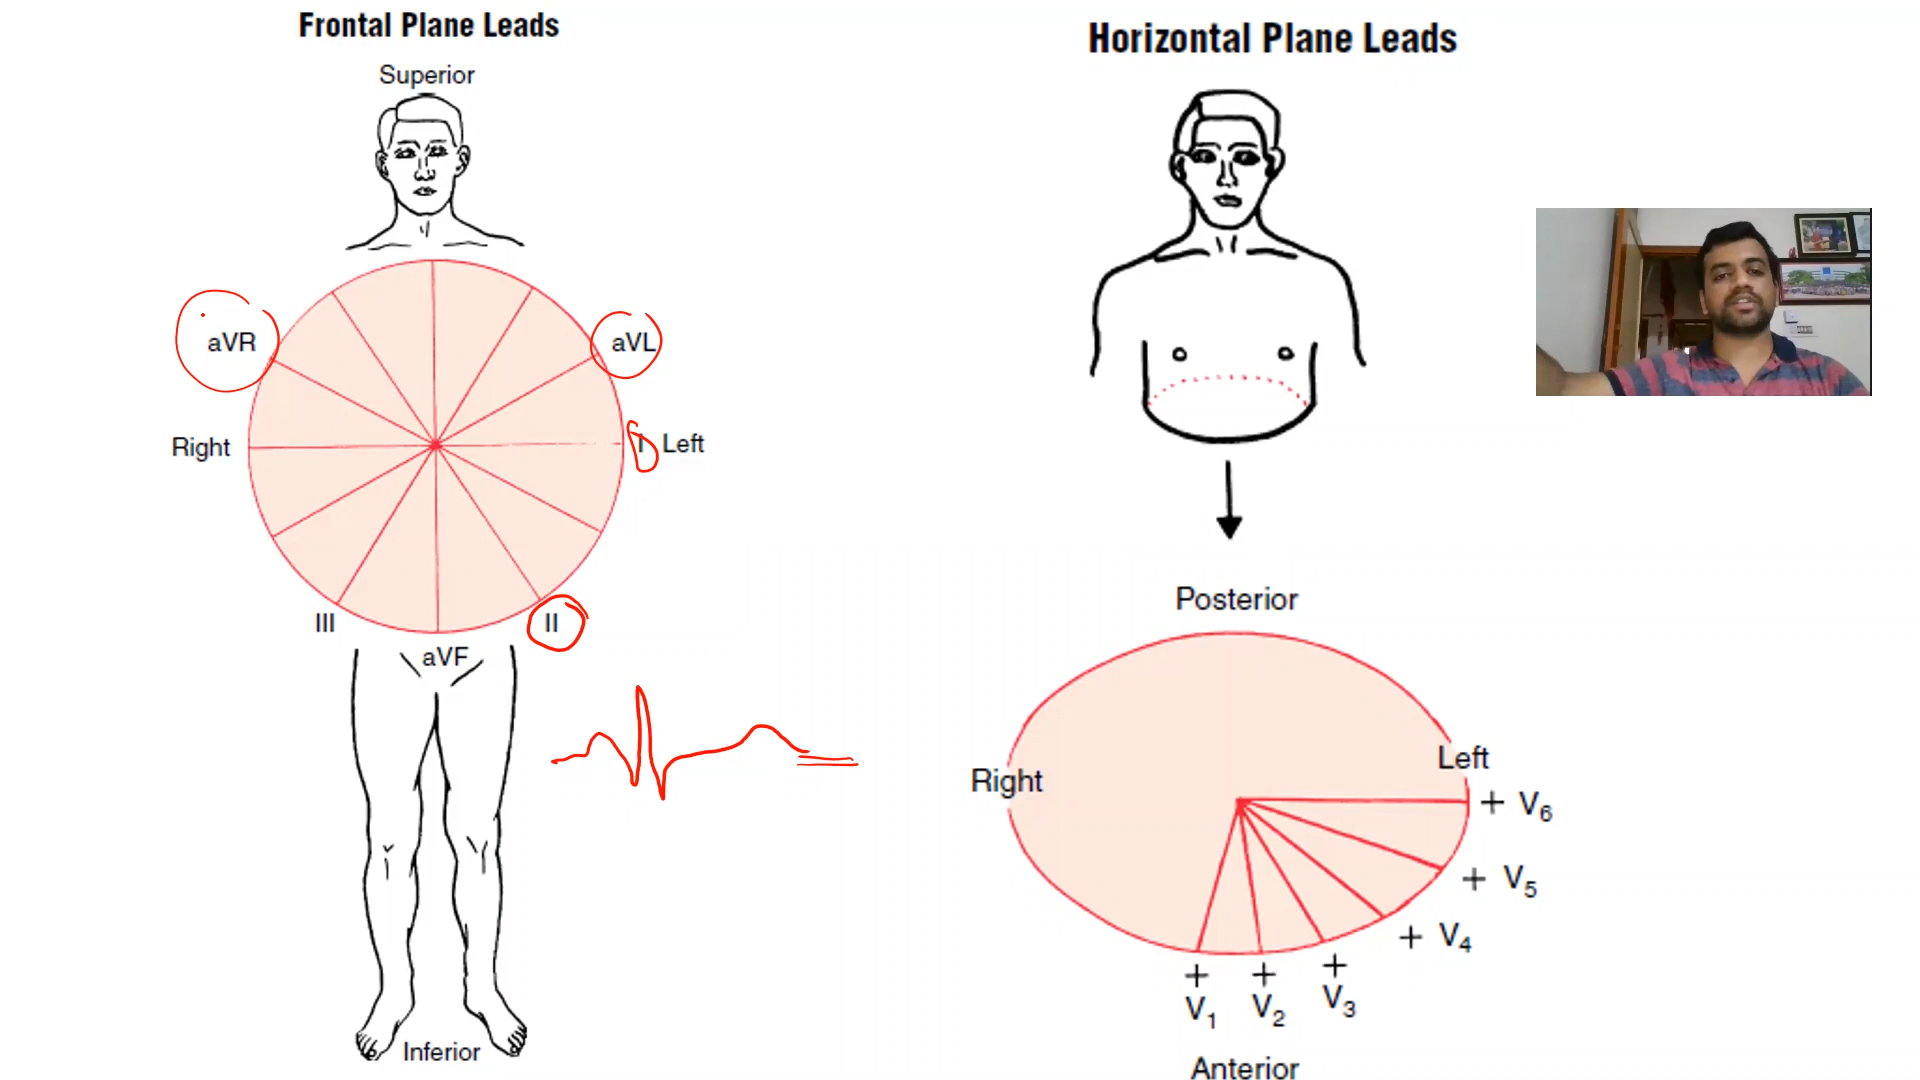 Frontal Plane Leads
Superior
aVR
aVL
Right
I Left
III
II
aVF
Inferior
Horizontal Plane Leads
Posterior
Right
Left
+ V6
+ V5
+ V4
+ V3
+ V2
+ V1
Anterior